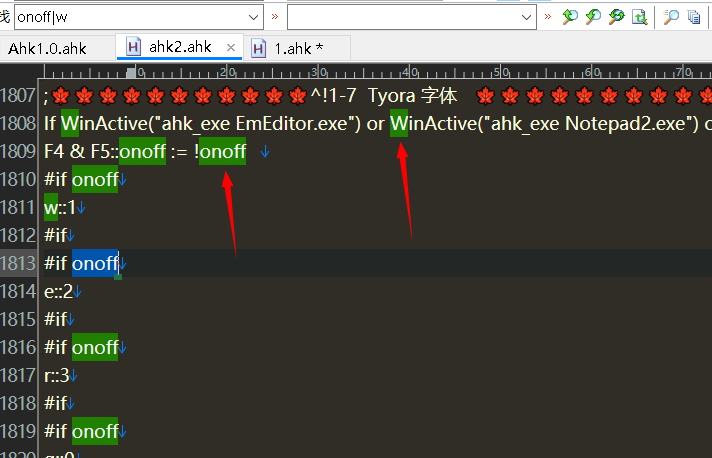 线 onoff|w
Ahk1.0.ahk ahk2.ahk 1.ahk *
0 10 20 30 40 50 60 70
1807 ;🍁🍁🍁🍁🍁🍁🍁🍁🍁🍁🍁^!1-7 Tyora 字体 🍁🍁🍁🍁🍁🍁🍁🍁🍁🍁
1808 If WinActive("ahk_exe EmEditor.exe") or WinActive("ahk_exe Notepad2.exe") o
1809 F4 & F5::onoff := !onoff ↓
1810 #if onoff↓
1811 w::1↓
1812 #if↓
1813 #if onoff↓
1814 e::2↓
1815 #if↓
1816 #if onoff↓
1817 r::3↓
1818 #if↓
1819 #if onoff↓